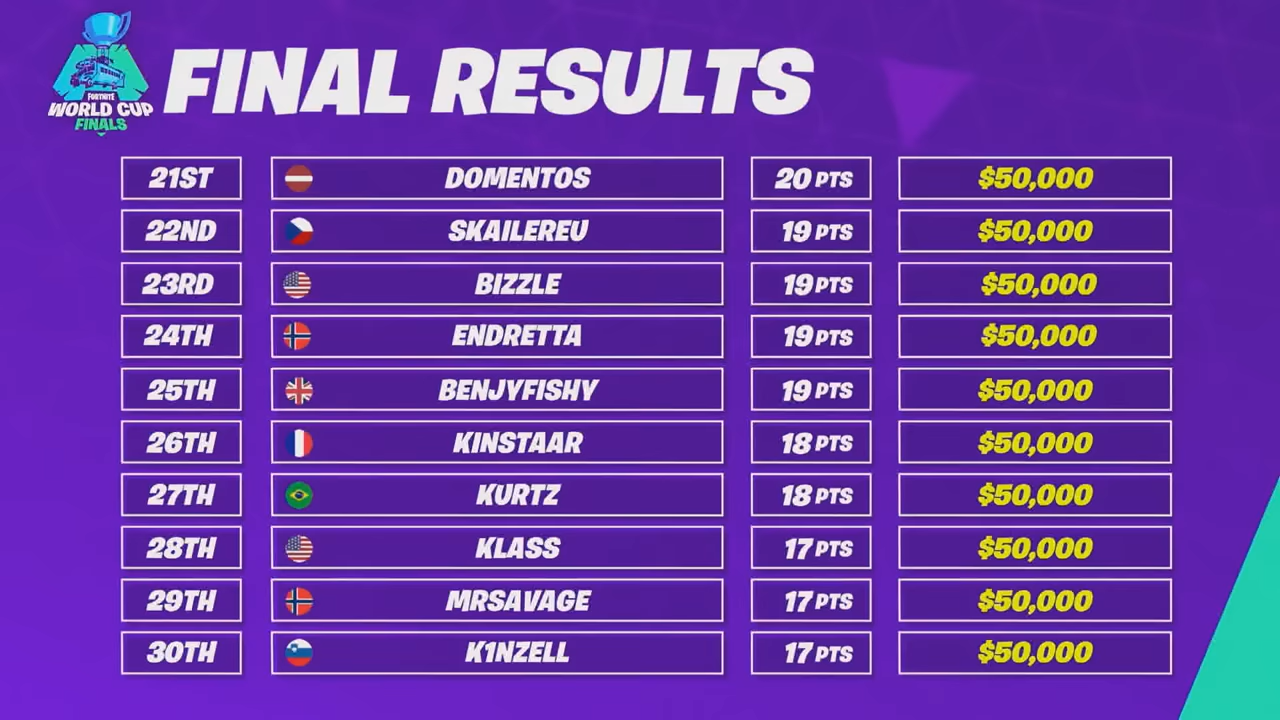 FORTNITE
WORLD CUP
FINALS
FINAL RESULTS
21ST DOMENTOS 20 PTS $50,000
22ND SKAILEREU 19 PTS $50,000
23RD BIZZLE 19 PTS $50,000
24TH ENDRETTA 19 PTS $50,000
25TH BENJYFISHY 19 PTS $50,000
26TH KINSTAAR 18 PTS $50,000
27TH KURTZ 18 PTS $50,000
28TH KLASS 17 PTS $50,000
29TH MRSAVAGE 17 PTS $50,000
30TH K1NZELL 17 PTS $50,000